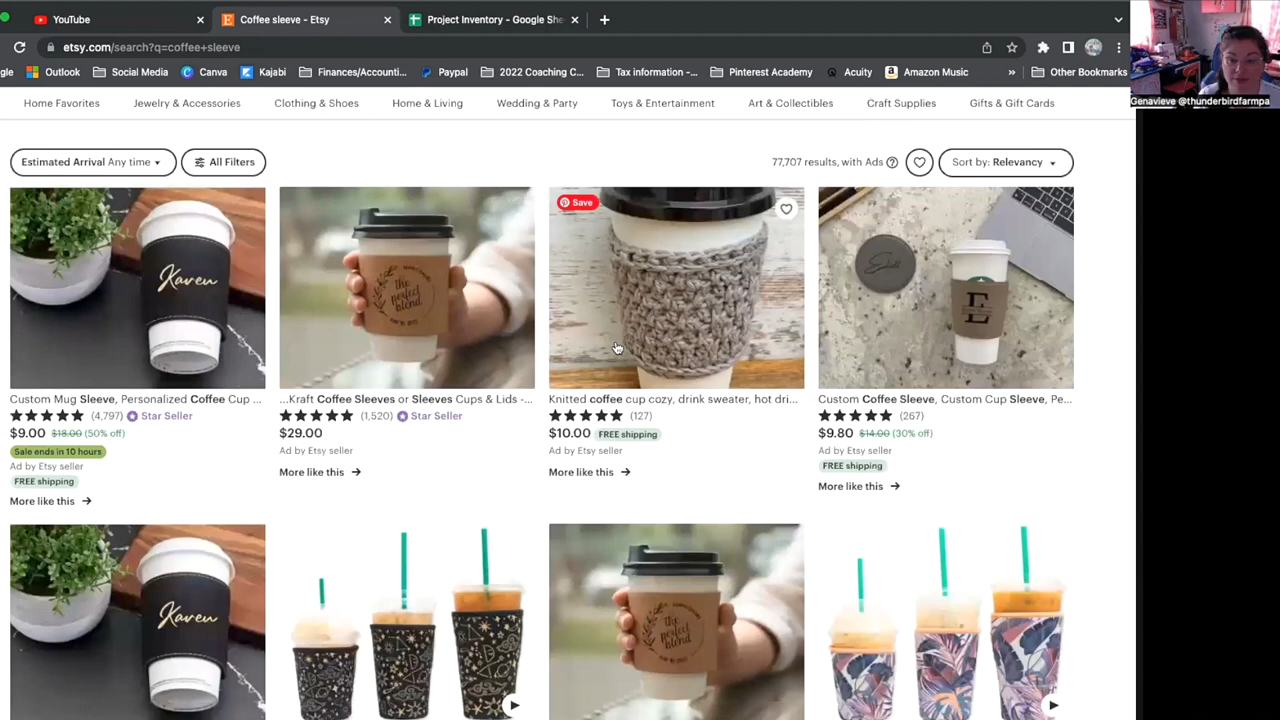 YouTube
Coffee sleeve - Etsy
Project Inventory - Google She
etsy.com/search?q=coffee+sleeve
gle
Outlook
Social Media
Canva
Kajabi
Finances/Accounti...
Paypal
2022 Coaching C...
Tax information -...
Pinterest Academy
Acuity
Amazon Music
»
Other Bookmarks
Genavieve @thunderbirdfarmpa
Home Favorites
Jewelry & Accessories
Clothing & Shoes
Home & Living
Wedding & Party
Toys & Entertainment
Art & Collectibles
Craft Supplies
Gifts & Gift Cards
Estimated Arrival Any time
All Filters
77,707 results, with Ads
Sort by: Relevancy
Karen
the perfect blend
Save
E
Custom Mug Sleeve, Personalized Coffee Cup ...
(4,797) Star Seller
$9.00 $18.00 (50% off)
Sale ends in 10 hours
Ad by Etsy seller
FREE shipping
More like this →
...Kraft Coffee Sleeves or Sleeves Cups & Lids -...
(1,520) Star Seller
$29.00
Ad by Etsy seller
More like this →
Knitted coffee cup cozy, drink sweater, hot dri...
(127)
$10.00 FREE shipping
Ad by Etsy seller
More like this →
Custom Coffee Sleeve, Custom Cup Sleeve, Pe...
(267)
$9.80 $14.00 (30% off)
Ad by Etsy seller
FREE shipping
More like this →
Karen
the perfect blend